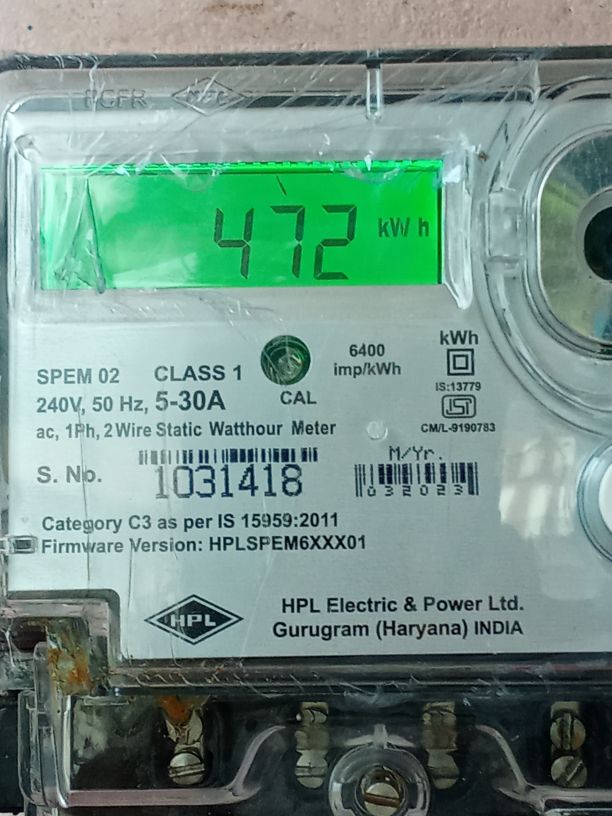 472 kW h
6400
imp/kWh
kWh
IS:13779
ISI
CM/L-9190783
SPEM 02 CLASS 1
CAL
240V, 50 Hz, 5-30A
ac, 1Ph, 2 Wire Static Watthour Meter
S. No. 1031418
M/Yr.
032023
Category C3 as per IS 15959:2011
Firmware Version: HPLSPEM6XXX01
HPL
HPL Electric & Power Ltd.
Gurugram (Haryana) INDIA